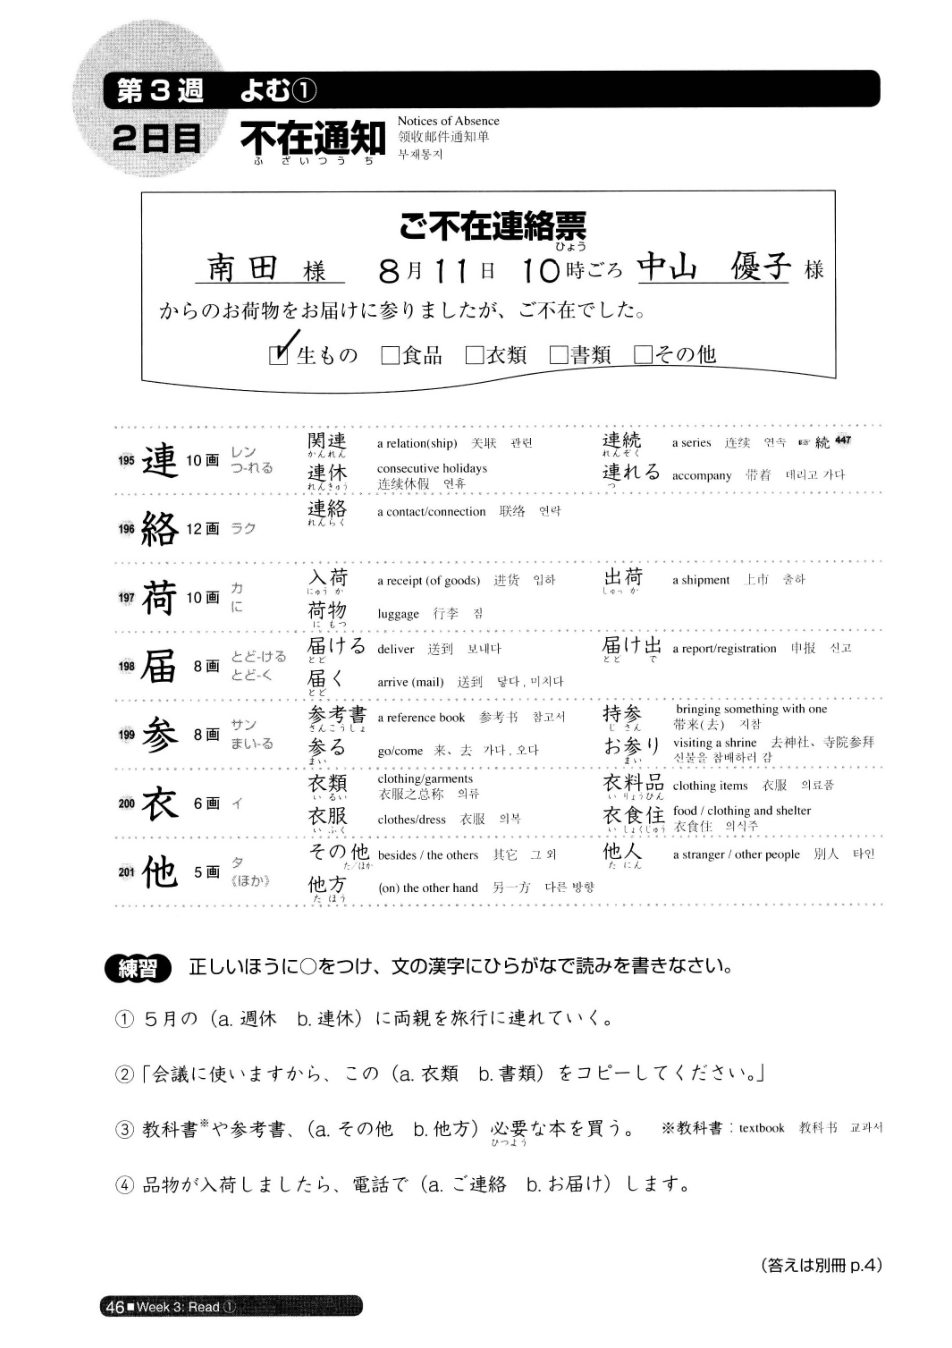 第3週 よむ①
2日目 不在通知
ふざいつうち
Notices of Absence
领收邮件通知单
부재통지
ご不在連絡票
ひょう
南田 様 8月11日 10時ごろ 中山 優子 様
からのお荷物をお届けに参りましたが、ご不在でした。
☑生もの □食品 □衣類 □書類 □その他
195 連 10画 レン つ-れる
関連 かんれん a relation(ship) 关联 관련
連続 れんぞく a series 连续 연속 ☞続447
連休 れんきゅう consecutive holidays 连续休假 연휴
連れる つ accompany 带着 데리고 가다
196 絡 12画 ラク
連絡 れんらく a contact/connection 联络 연락
197 荷 10画 カ に
入荷 にゅうか a receipt (of goods) 进货 입하
出荷 しゅっか a shipment 上市 출하
荷物 にもつ luggage 行李 짐
198 届 8画 とど-ける とど-く
届ける とど deliver 送到 보내다
届け出 とどで a report/registration 申报 신고
届く とど arrive (mail) 送到 닿다, 미치다
199 参 8画 サン まい-る
参考書 さんこうしょ a reference book 参考书 참고서
持参 じさん bringing something with one 带来(去) 지참
参る まい go/come 来、去 가다, 오다
お参り まい visiting a shrine 去神社、寺院参拜 신불을 참배하러 감
200 衣 6画 イ
衣類 いるい clothing/garments 衣服之总称 의류
衣料品 いりょうひん clothing items 衣服 의료품
衣服 いふく clothes/dress 衣服 의복
衣食住 いしょくじゅう food / clothing and shelter 衣食住 의식주
201 他 5画 タ 《ほか》
その他 た/ほか besides / the others 其它 그 외
他人 たにん a stranger / other people 别人 타인
他方 たほう (on) the other hand 另一方 다른 방향
練習 正しいほうに○をつけ、文の漢字にひらがなで読みを書きなさい。
① 5月の（a. 週休 b. 連休）に両親を旅行に連れていく。
②「会議に使いますから、この（a. 衣類 b. 書類）をコピーしてください。」
③ 教科書※や参考書、（a. その他 b. 他方）必要な本を買う。 ※教科書：textbook 教科书 교과서
ひつよう
④ 品物が入荷しましたら、電話で（a. ご連絡 b. お届け）します。
（答えは別冊 p.4）
46■Week 3: Read ①